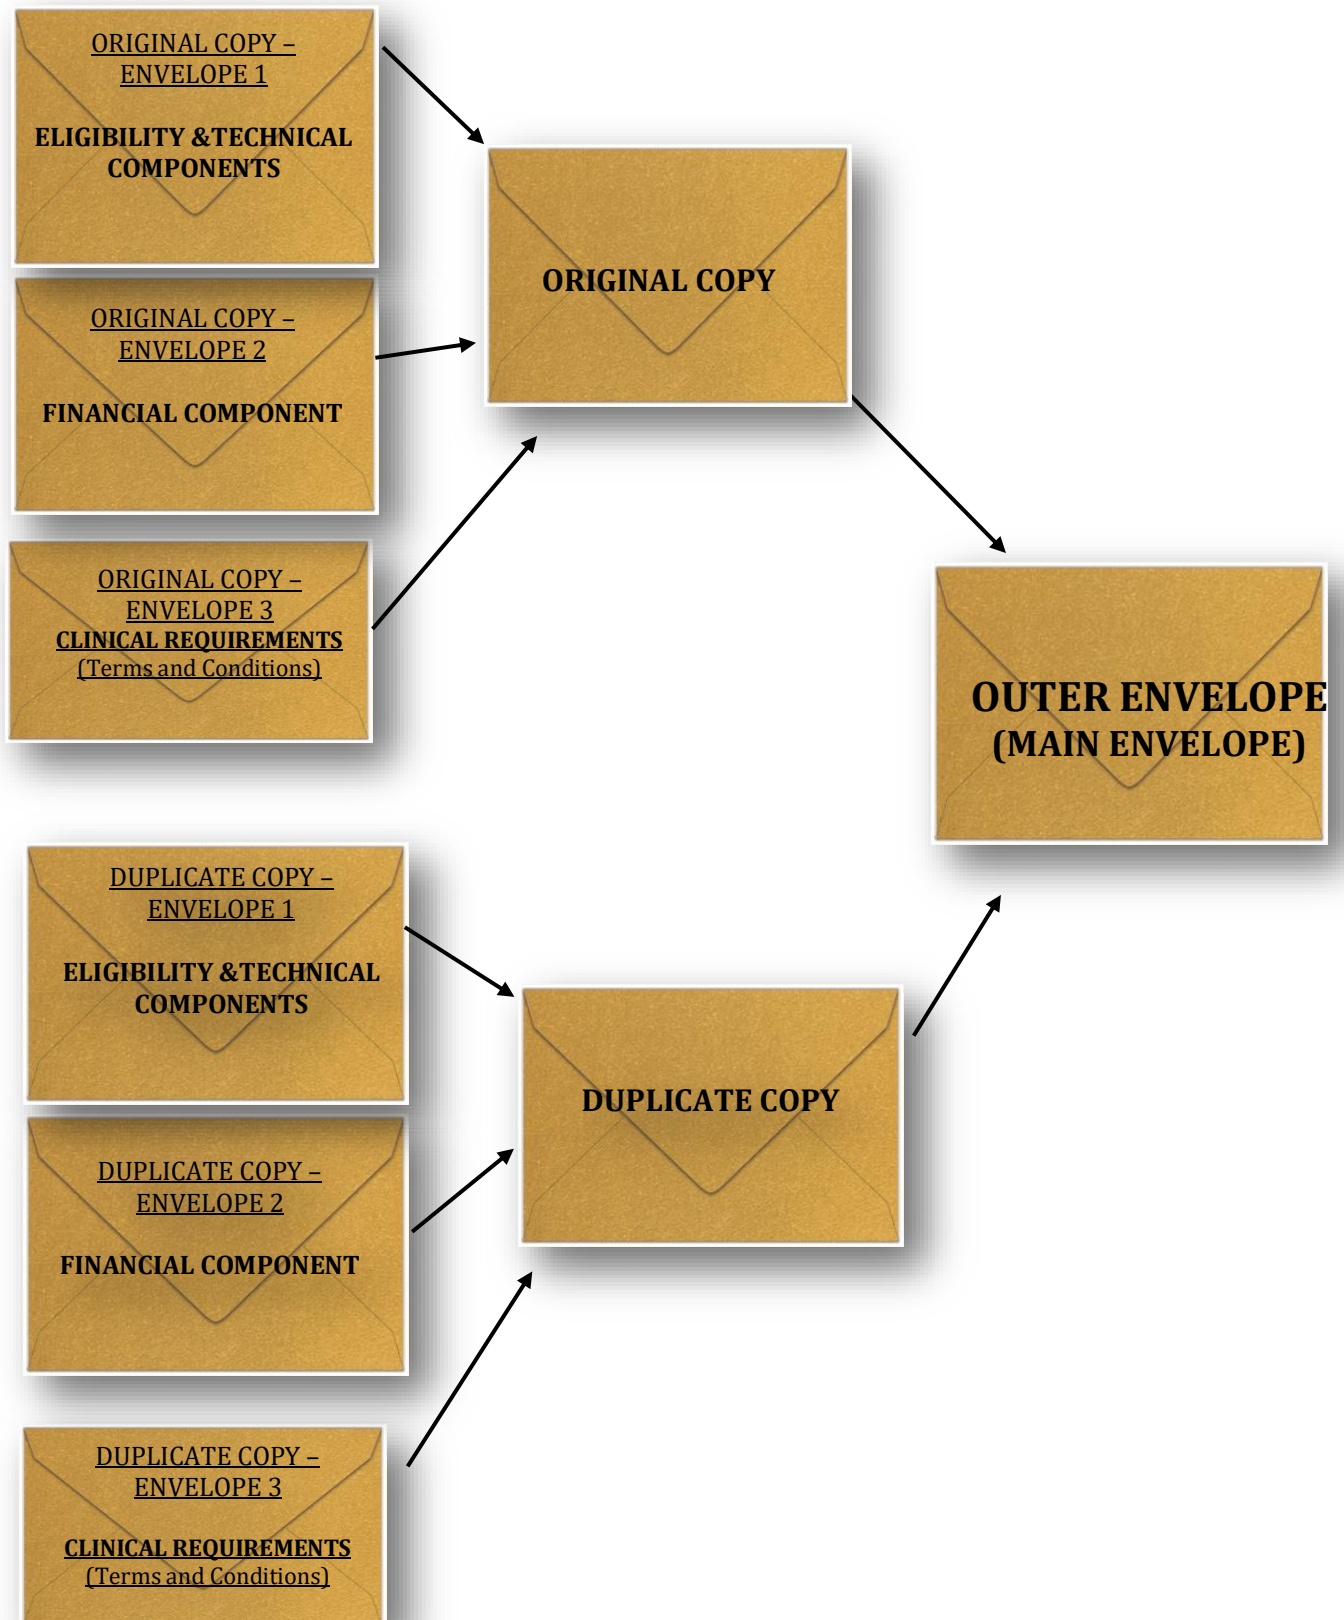 ORIGINAL COPY –
ENVELOPE 1
ELIGIBILITY &TECHNICAL
COMPONENTS
ORIGINAL COPY
ORIGINAL COPY –
ENVELOPE 2
FINANCIAL COMPONENT
ORIGINAL COPY –
ENVELOPE 3
CLINICAL REQUIREMENTS
(Terms and Conditions)
OUTER ENVELOPE
(MAIN ENVELOPE)
DUPLICATE COPY –
ENVELOPE 1
ELIGIBILITY &TECHNICAL
COMPONENTS
DUPLICATE COPY
DUPLICATE COPY –
ENVELOPE 2
FINANCIAL COMPONENT
DUPLICATE COPY –
ENVELOPE 3
CLINICAL REQUIREMENTS
(Terms and Conditions)